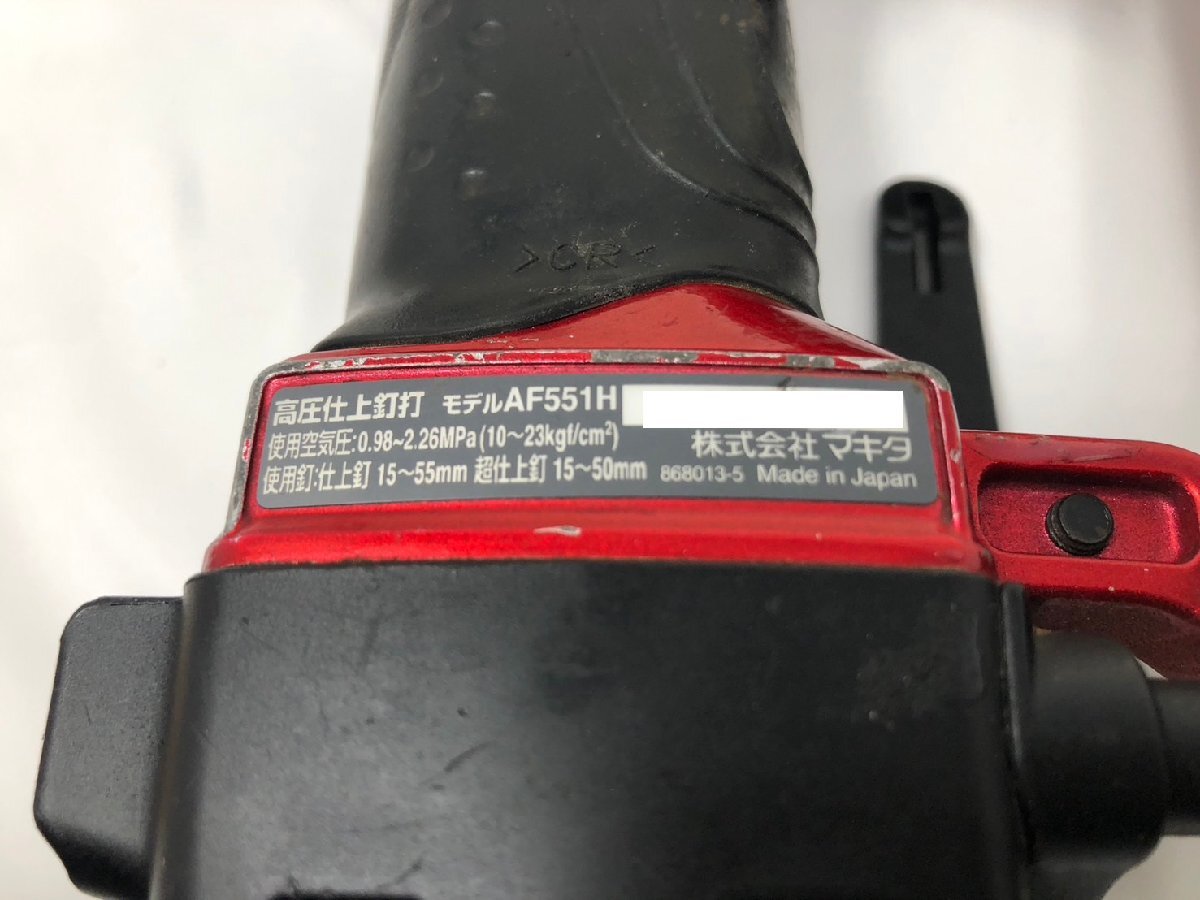 >CR<
高圧仕上釘打 モデルAF551H
使用空気圧:0.98~2.26MPa(10~23kgf/cm²) 株式会社マキタ
使用釘:仕上釘 15~55mm 超仕上釘 15~50mm 868013-5 Made in Japan